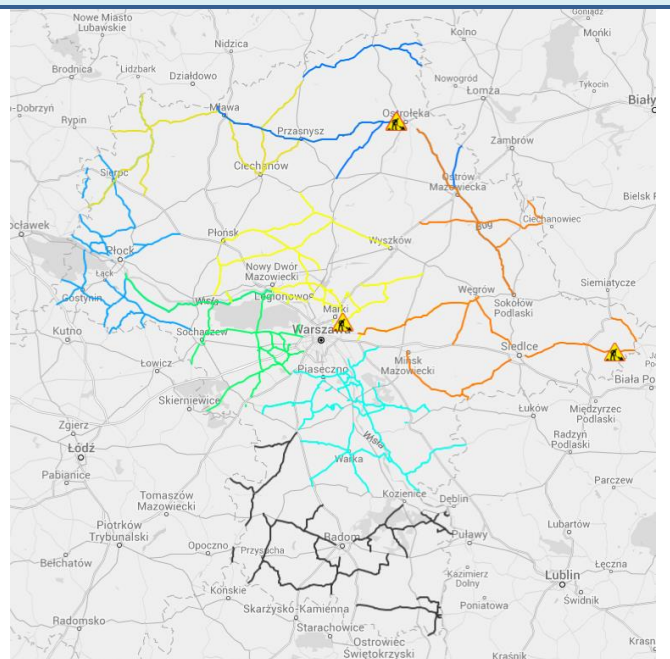 Nowe Miasto
Lubawskie
Nidzica
Kolno
Goniądz
Mońki
Brodnica
Lidzbark
Działdowo
Nowogród
Łomża
Tykocin
-Dobrzyń
Rypin
Mława
Ostrołęka
Biały
Przasnysz
Zambrów
Sierpc
Ciechanów
Ostrów
Mazowiecka
Bielsk P
ocławek
Płońsk
Wyszków
Bug
Ciechanowiec
Płock
Łąck
Nowy Dwór
Mazowiecki
Węgrów
Siemiatycze
Gostynin
Wisła
Legionowo
Marki
Sokołów
Podlaski
Kutno
Sochaczew
Warszawa
Siedlce
Łowicz
Piaseczno
Mińsk
Mazowiecki
Biała Po
Skierniewice
Łuków
Międzyrzec
Podlaski
Zgierz
Łódź
Wisła
Radzyń
Podlaski
Pabianice
Warka
Parczew
Tomaszów
Mazowiecki
Kozienice
Dęblin
Piotrków
Trybunalski
Opoczno
Przysucha
Radom
Puławy
Lubartów
Bełchatów
Łęczna
Końskie
Kazimierz
Dolny
Lublin
Świdnik
Radomsko
Skarżysko-Kamienna
Poniatowa
Starachowice
Ostrowiec
Świętokrzyski
Kraśnik
Krasn